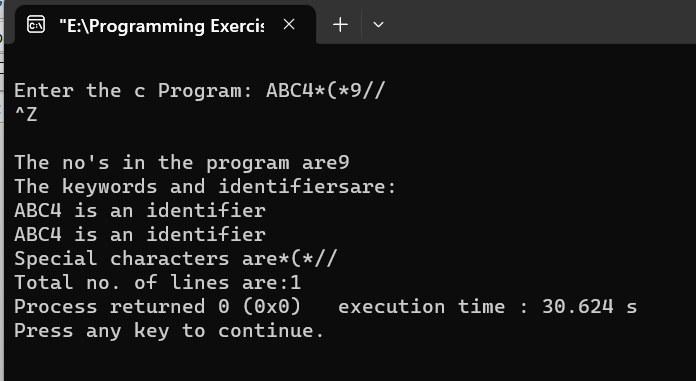 "E:\Programming Exercis
Enter the c Program: ABC4*(*9//
^Z
The no's in the program are9
The keywords and identifiersare:
ABC4 is an identifier
ABC4 is an identifier
Special characters are*(*//
Total no. of lines are:1
Process returned 0 (0x0)   execution time : 30.624 s
Press any key to continue.